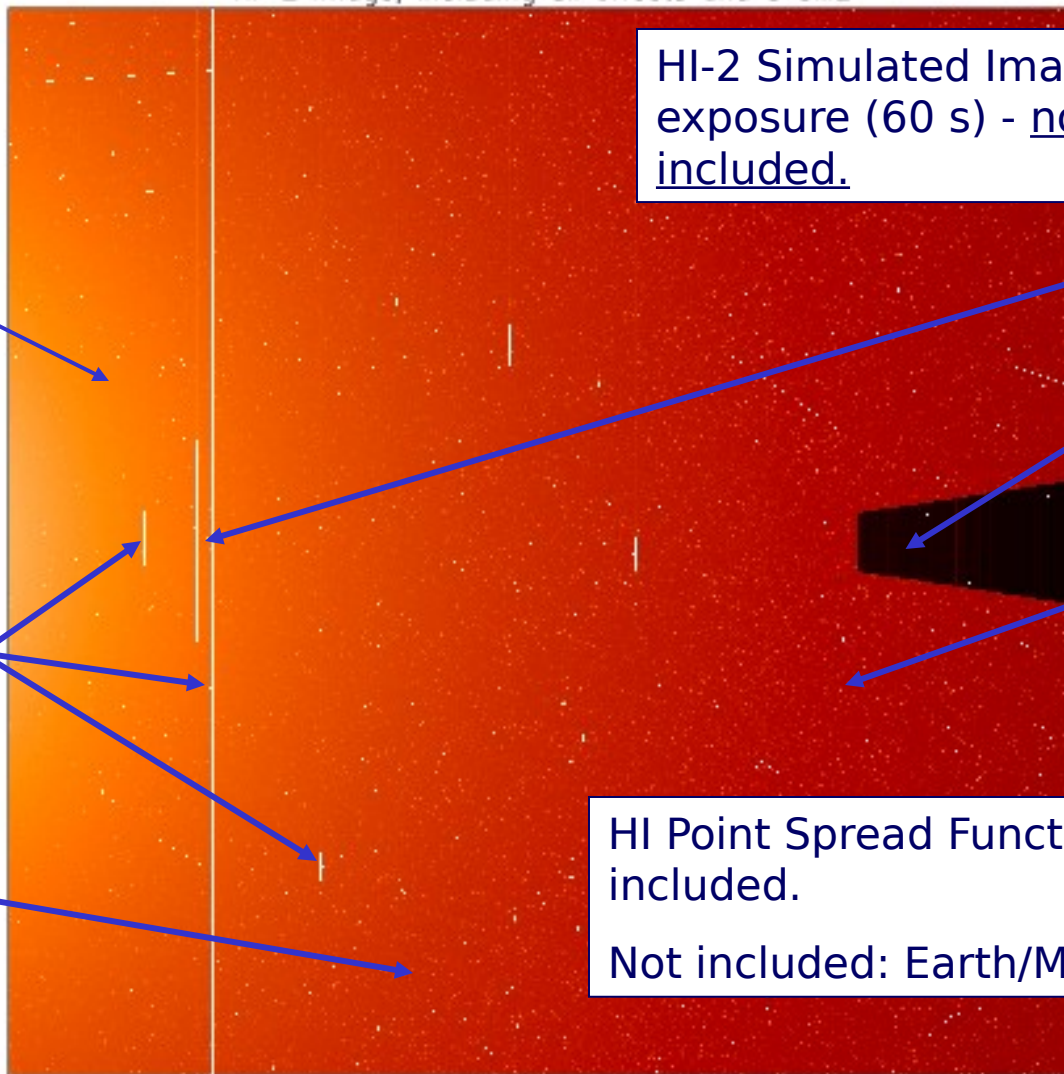 HI-2 Simulated Ima
exposure (60 s) - no
included.
HI Point Spread Funct
included.
Not included: Earth/M